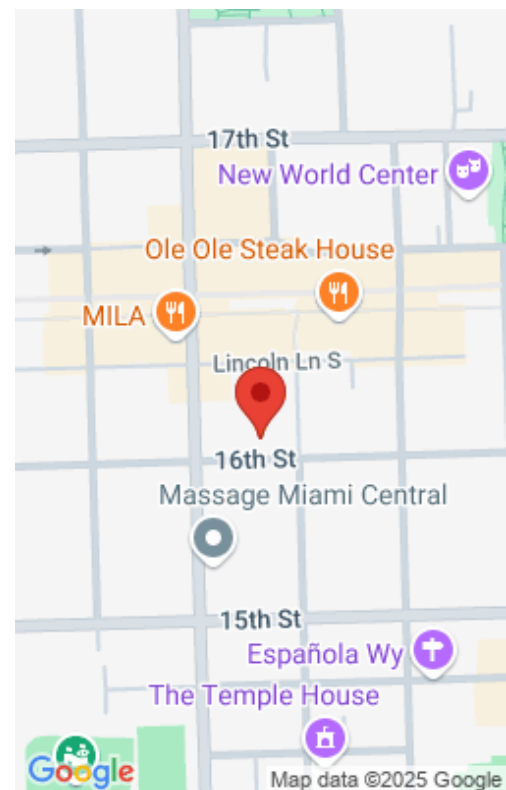 17th St
New World Center
Ole Ole Steak House
MILA
Lincoln Ln S
16th St
Massage Miami Central
15th St
Española Wy
The Temple House
Google
Map data ©2025 Google